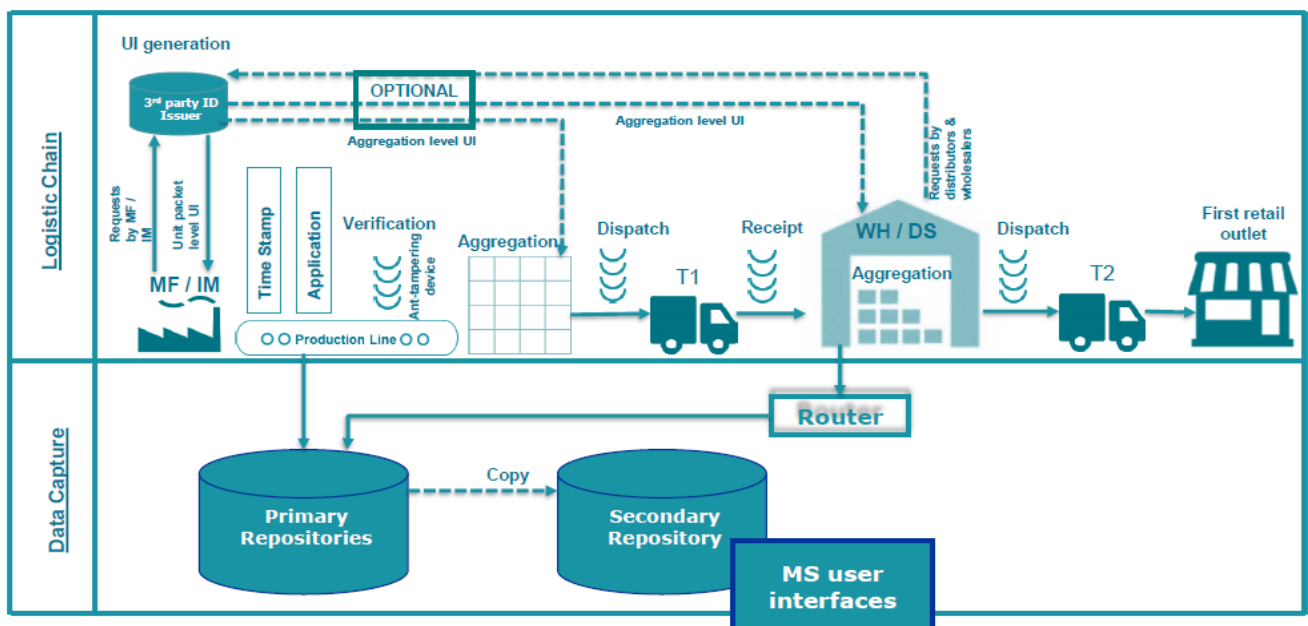 UI generation
3rd party ID
Issuer
OPTIONAL
Aggregation level UI
Aggregation level UI
Requests by
distributors &
wholesalers
Logistic Chain
Requests
by MF /
IM
Unit packet
level UI
MF / IM
Time Stamp
Application
Verification
Ant-tampering
device
Production Line
Aggregation
Dispatch
T1
Receipt
WH / DS
Aggregation
Dispatch
T2
First retail
outlet
Data Capture
Router
Primary
Repositories
Copy
Secondary
Repository
MS user
interfaces